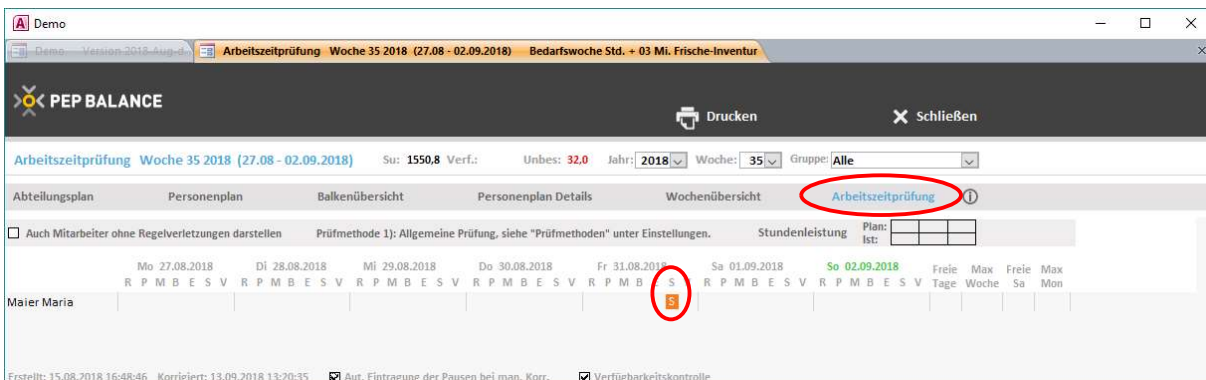 Demo
Demo Version 2018-Aug-d Arbeitszeitprüfung Woche 35 2018 (27.08 - 02.09.2018) Bedarfswoche Std. + 03 Mi. Frische-Inventur
PEP BALANCE
Drucken Schließen
Arbeitszeitprüfung Woche 35 2018 (27.08 - 02.09.2018) Su: 1550,8 Verf.: Unbes: 32,0 Jahr: 2018 Woche: 35 Gruppe: Alle
Abteilungsplan Personenplan Balkenübersicht Personenplan Details Wochenübersicht Arbeitszeitprüfung
Auch Mitarbeiter ohne Regelverletzungen darstellen Prüfmethode 1): Allgemeine Prüfung, siehe "Prüfmethoden" unter Einstellungen. Stundenleistung Plan:
Ist:
Mo 27.08.2018 Di 28.08.2018 Mi 29.08.2018 Do 30.08.2018 Fr 31.08.2018 Sa 01.09.2018 So 02.09.2018 Freie Max Freie Max
R P M B E S V R P M B E S V R P M B E S V R P M B E S V R P M B S R P M B E S V R P M B E S V Tage Woche Sa Mon
Maier Maria S
Erstellt: 15.08.2018 16:48:46 Korrigiert: 13.09.2018 13:20:35 Aut. Eintragung der Pausen bei man. Korr. Verfügbarkeitskontrolle